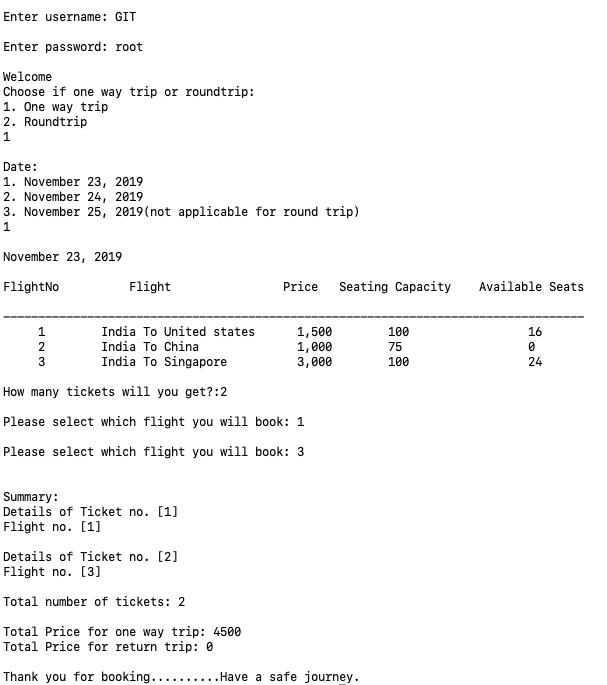 Enter username: GIT
Enter password: root
Welcome
Choose if one way trip or roundtrip:
1. One way trip
2. Roundtrip
1
Date:
1. November 23, 2019
2. November 24, 2019
3. November 25, 2019(not applicable for round trip)
1
November 23, 2019
FlightNo Flight Price Seating Capacity Available Seats
1 India To United states 1,500 100 16
2 India To China 1,000 75 0
3 India To Singapore 3,000 100 24
How many tickets will you get?:2
Please select which flight you will book: 1
Please select which flight you will book: 3
Summary:
Details of Ticket no. [1]
Flight no. [1]
Details of Ticket no. [2]
Flight no. [3]
Total number of tickets: 2
Total Price for one way trip: 4500
Total Price for return trip: 0
Thank you for booking..........Have a safe journey.